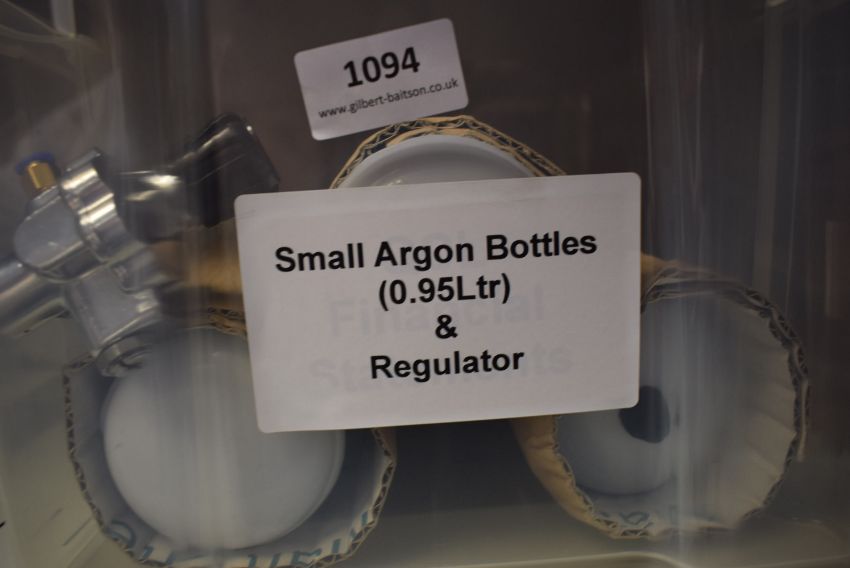 1094
www.gilbert-baitson.co.uk
Small Argon Bottles
(0.95Ltr)
&
Regulator